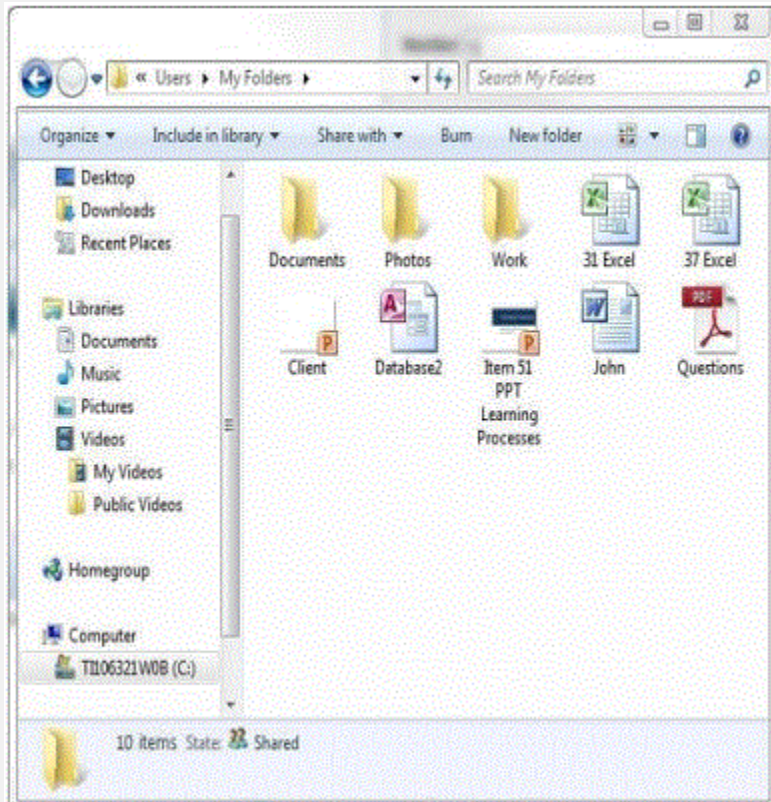 « Users ▸ My Folders ▸ Search My Folders
Organize ▾ Include in library ▾ Share with ▾ Burn New folder
Desktop
Downloads
Recent Places
Libraries
Documents
Music
Pictures
Videos
My Videos
Public Videos
Homegroup
Computer
TI106321W0B (C:)
Documents Photos Work 31 Excel 37 Excel
Client Database2 Item 51 John Questions
PPT
Learning
Processes
PDF
10 items State: Shared